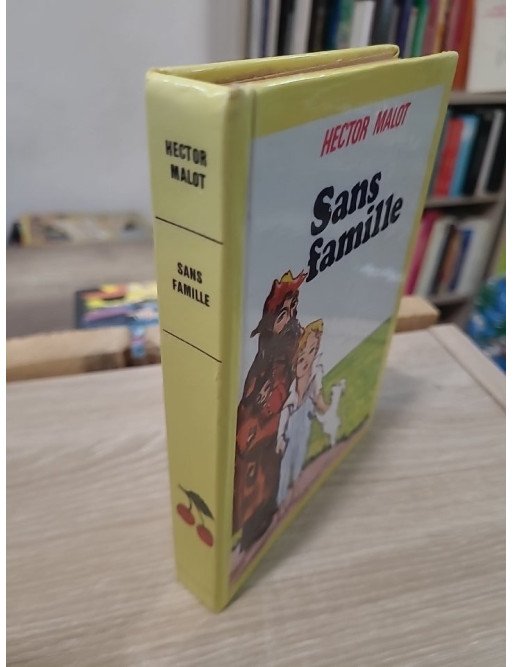 HECTOR
MALOT
SANS
FAMILLE
HECTOR MALOT
Sans
famille